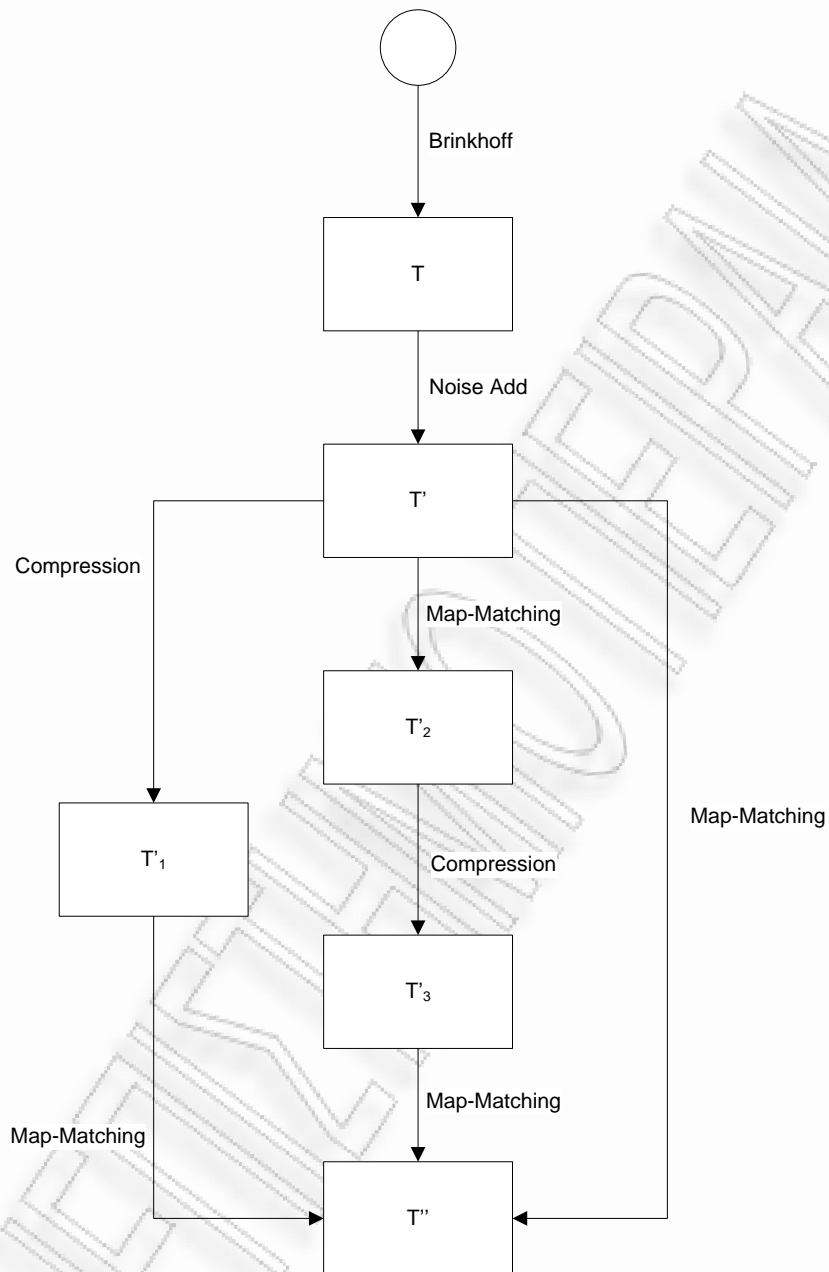 Brinkhoff
T
Noise Add
T'
Compression
Map-Matching
T'₂
Map-Matching
T'₁
Compression
T'₃
Map-Matching
Map-Matching
T''